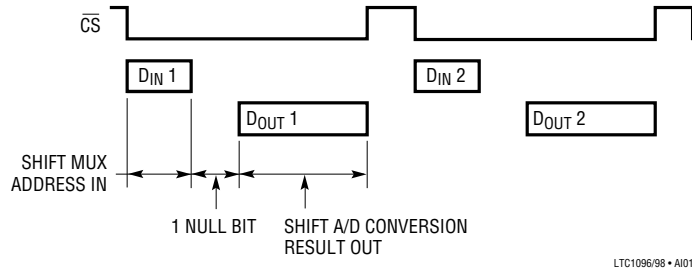 C̅S̅
D_IN 1
D_IN 2
D_OUT 1
D_OUT 2
SHIFT MUX
ADDRESS IN
1 NULL BIT
SHIFT A/D CONVERSION
RESULT OUT
LTC1096/98 • AI01